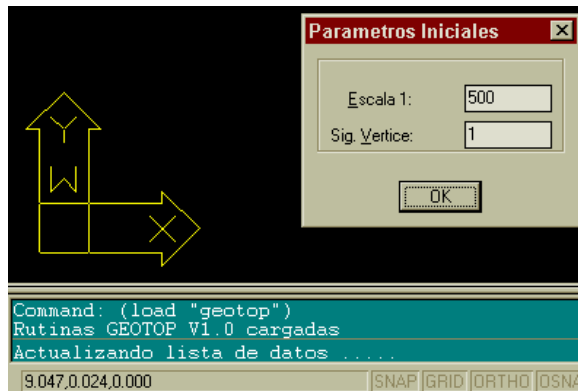 Parametros Iniciales
Escala 1:
500
Sig. Vertice:
1
OK
Y
W
X
Command: (load "geotop")
Rutinas GEOTOP V1.0 cargadas
Actualizando lista de datos .....
9.047,0.024,0.000
SNAP GRID ORTHO OSNA